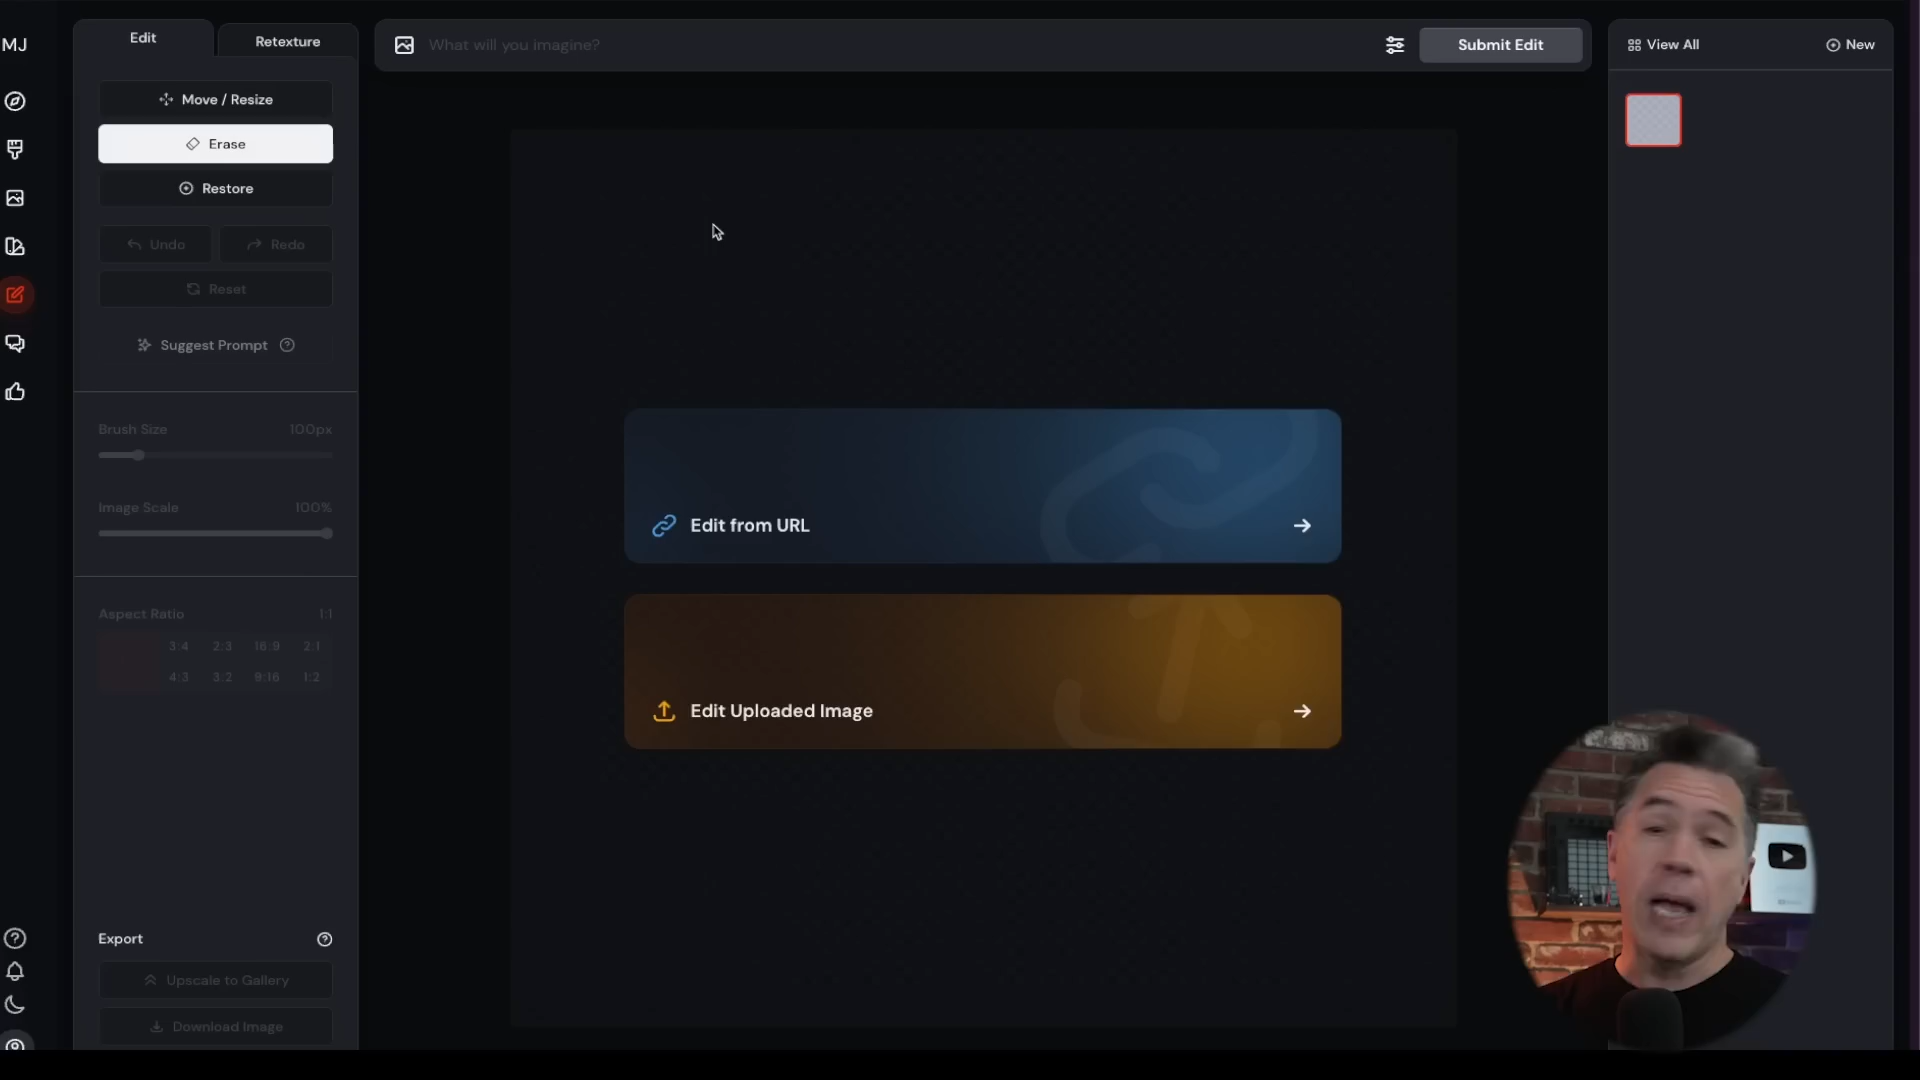 MJ
Edit
Retexture
What will you imagine?
Submit Edit
View All
New
Move / Resize
Erase
Restore
Undo
Redo
Reset
Suggest Prompt
Brush Size
100px
Image Scale
100%
Aspect Ratio
1:1
3:4 2:3 16:9 2:1
4:3 3:2 9:16 1:2
Edit from URL
Edit Uploaded Image
Export
Upscale to Gallery
Download Image